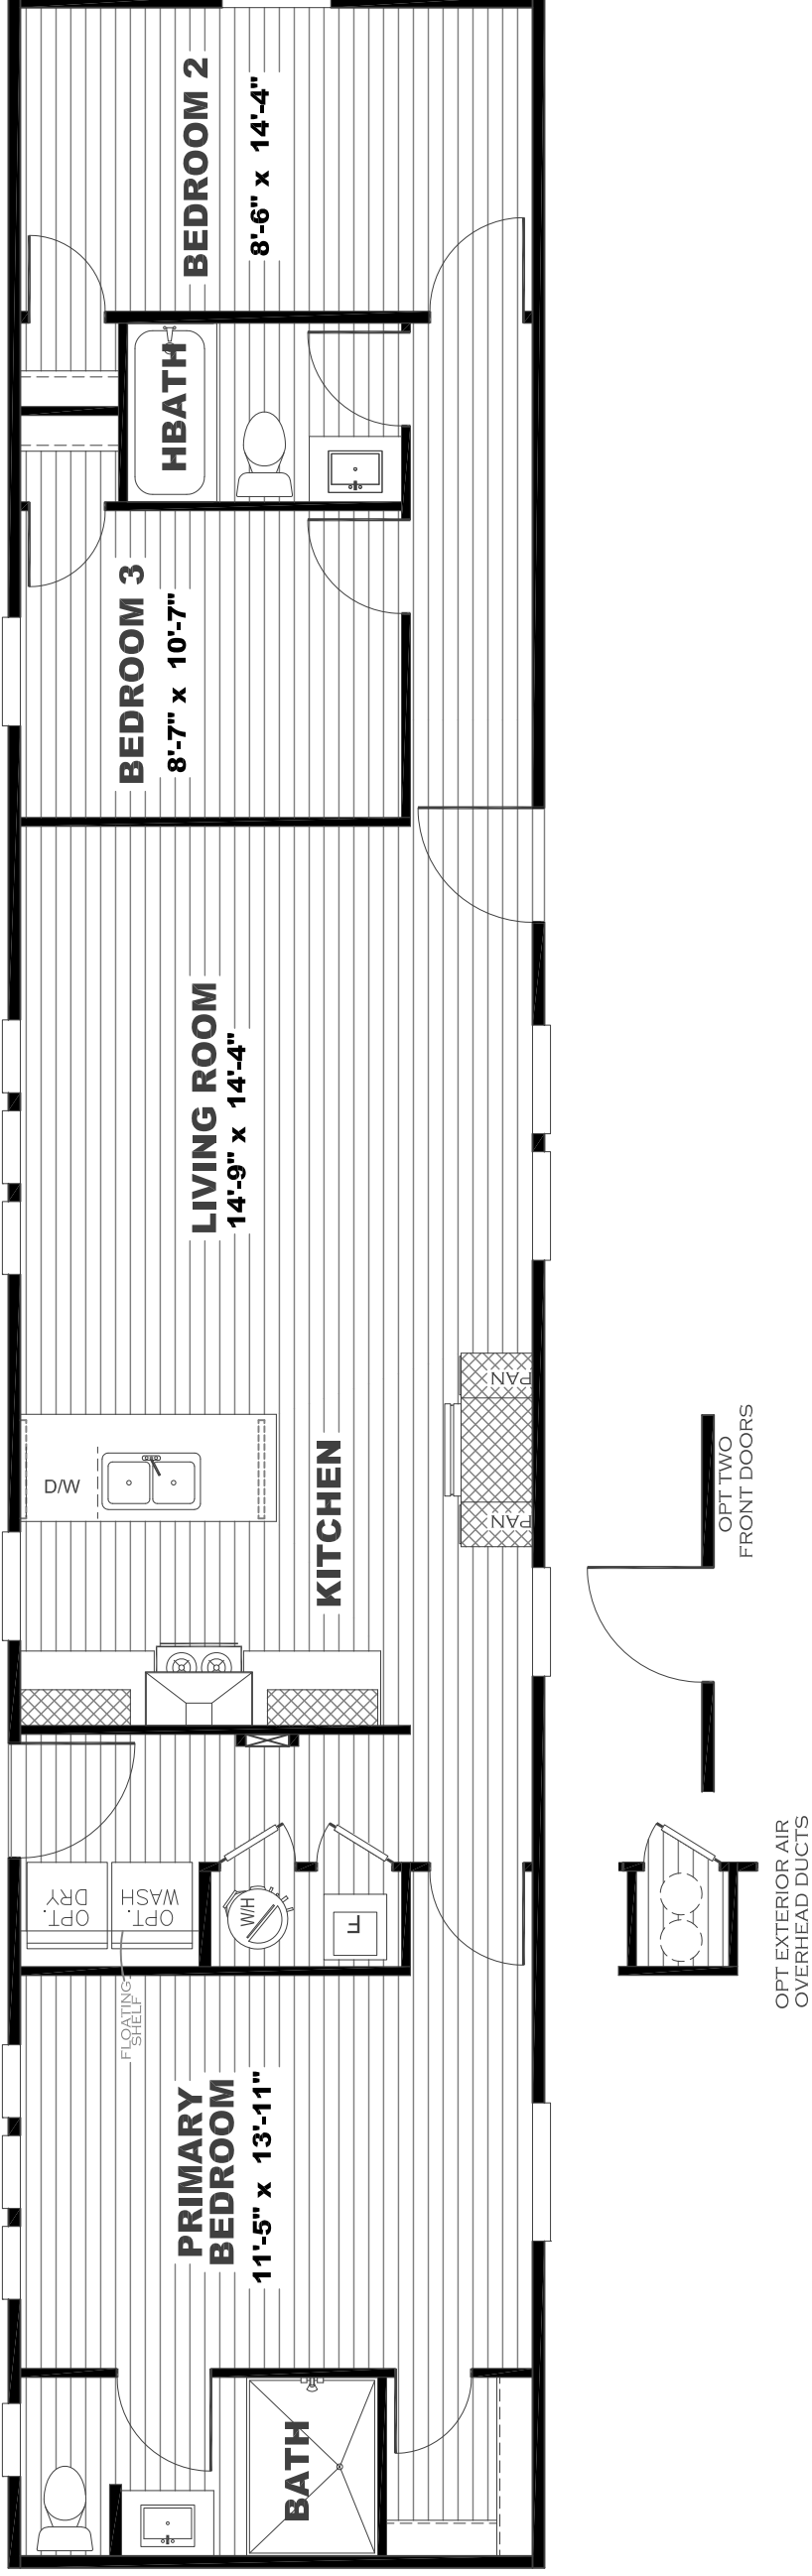 BEDROOM 2
8'-6" x 14'-4"
HBATH
BEDROOM 3
8'-7" x 10'-7"
LIVING ROOM
14'-9" x 14'-4"
PAN
PAN
D/W
KITCHEN
OPT TWO
FRONT DOORS
OPT.
DRY
OPT.
WASH
W/H
F
FLOATING
SHELF
OPT EXTERIOR AIR
OVERHEAD DUCTS
PRIMARY
BEDROOM
11'-5" x 13'-11"
BATH